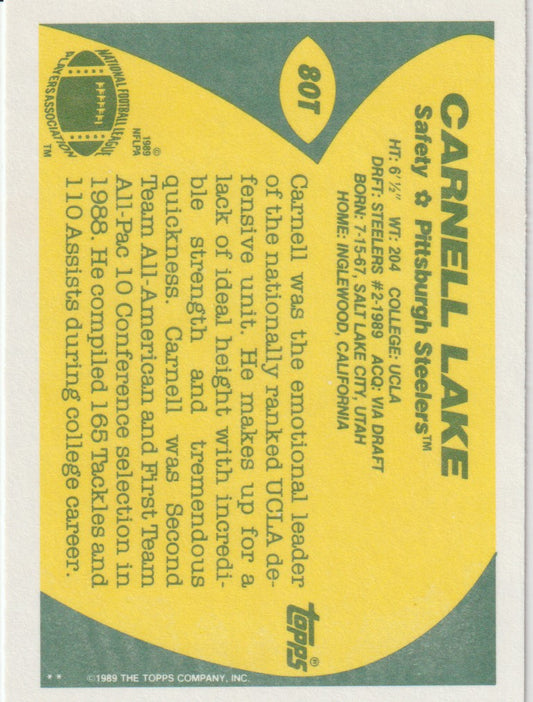 80T
CARNELL LAKE
Safety ✿ Pittsburgh Steelers™
HT: 6'½" WT: 204 COLLEGE: UCLA
DRFT: STEELERS #2-1989 ACQ: VIA DRAFT
BORN: 7-15-67, SALT LAKE CITY, UTAH
HOME: INGLEWOOD, CALIFORNIA
Carnell was the emotional leader
of the nationally ranked UCLA de-
fensive unit. He makes up for a
lack of ideal height with incredi-
ble strength and tremendous
quickness. Carnell was Second
Team All-American and First Team
All-Pac 10 Conference selection in
1988. He compiled 165 Tackles and
110 Assists during college career.
NATIONAL FOOTBALL LEAGUE
PLAYERS ASSOCIATION
TM
©
1989
NFLPA
topps®
** ©1989 THE TOPPS COMPANY, INC.